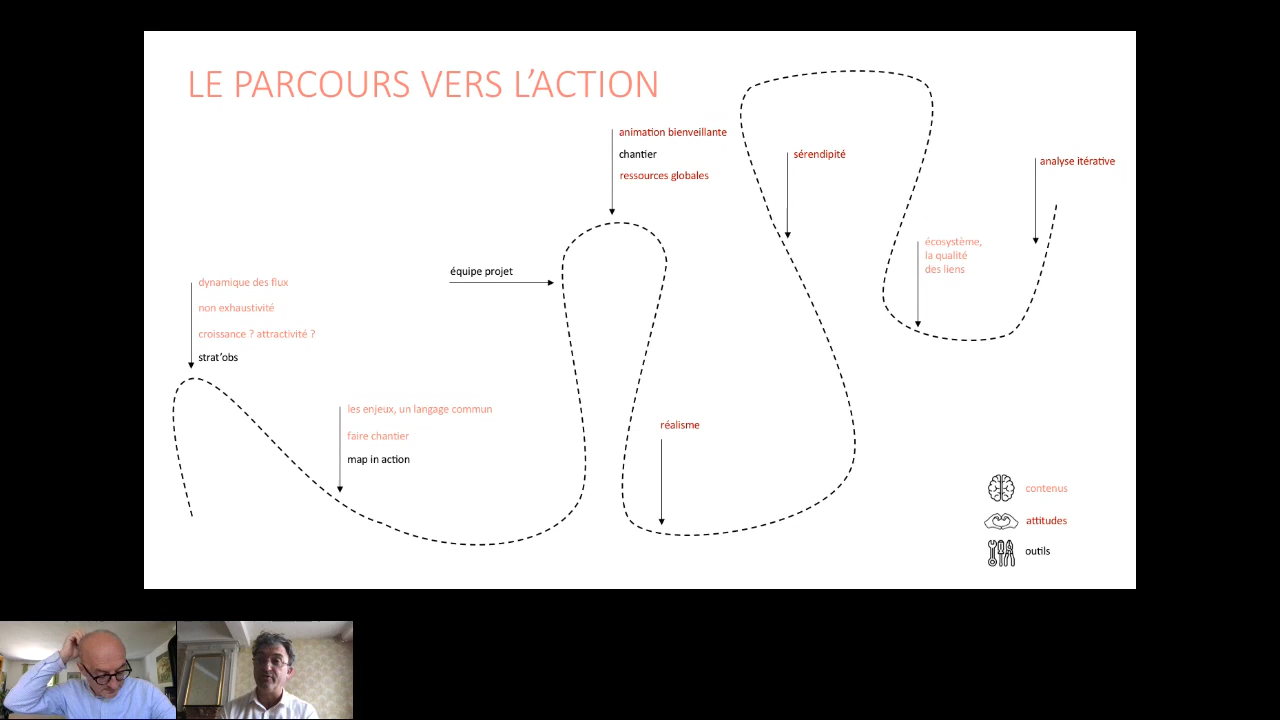 LE PARCOURS VERS L’ACTION
animation bienveillante
chantier
ressources globales
sérendipité
analyse itérative
équipe projet
écosystème,
la qualité
des liens
dynamique des flux
non exhaustivité
croissance ? attractivité ?
strat’obs
les enjeux, un langage commun
faire chantier
map in action
réalisme
contenus
attitudes
outils